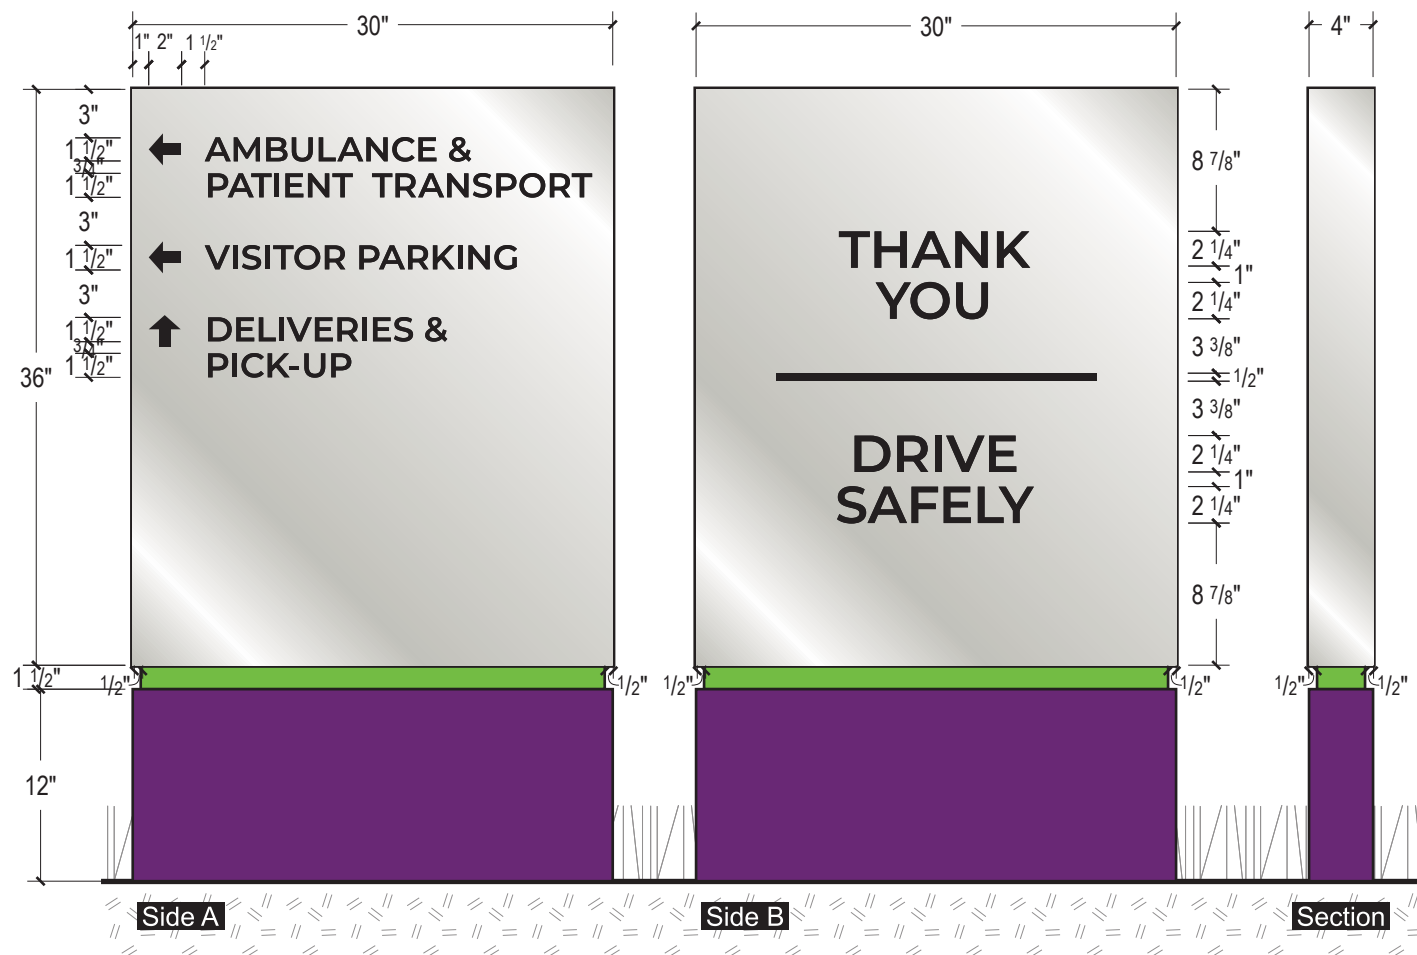 30"
30"
4"
1" 2" 1 1/2"
3"
1 1/2"
3/4"
1 1/2"
3"
1 1/2"
3"
1 1/2"
3/4"
1 1/2"
36"
1 1/2"
12"
AMBULANCE &
PATIENT TRANSPORT
VISITOR PARKING
DELIVERIES &
PICK-UP
1/2"
1/2"
THANK
YOU
DRIVE
SAFELY
1/2"
1/2"
8 7/8"
2 1/4"
1"
2 1/4"
3 3/8"
1/2"
3 3/8"
2 1/4"
1"
2 1/4"
8 7/8"
1/2"
1/2"
Side A
Side B
Section